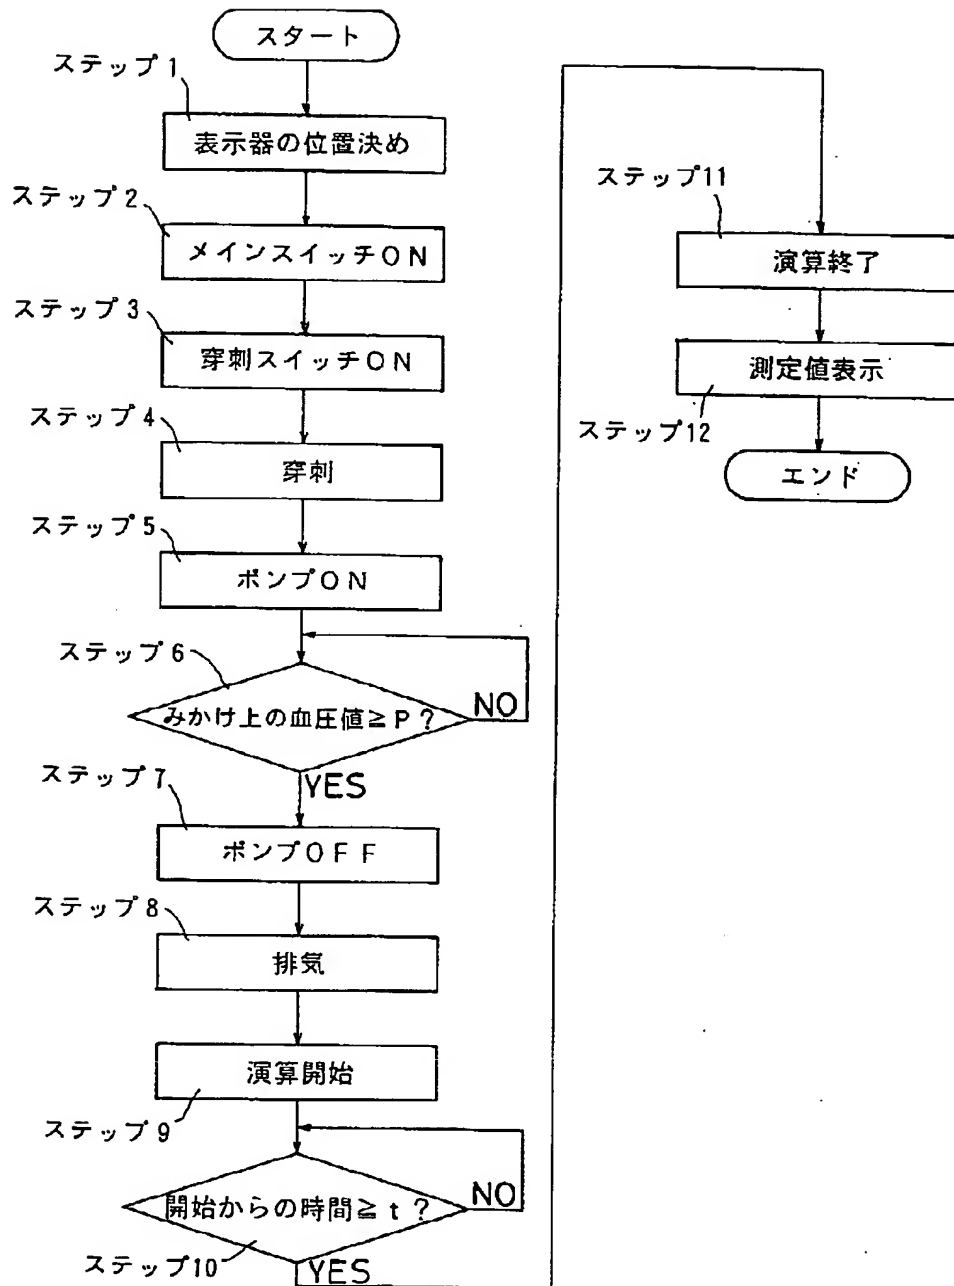 スタート
ステップ1
表示器の位置決め
ステップ2
メインスイッチON
ステップ3
穿刺スイッチON
ステップ4
穿刺
ステップ5
ポンプON
ステップ6
みかけ上の血圧値≧P?
NO
YES
ステップ7
ポンプOFF
ステップ8
排気
演算開始
ステップ9
開始からの時間≧t?
NO
ステップ10
YES
ステップ11
演算終了
測定値表示
ステップ12
エンド